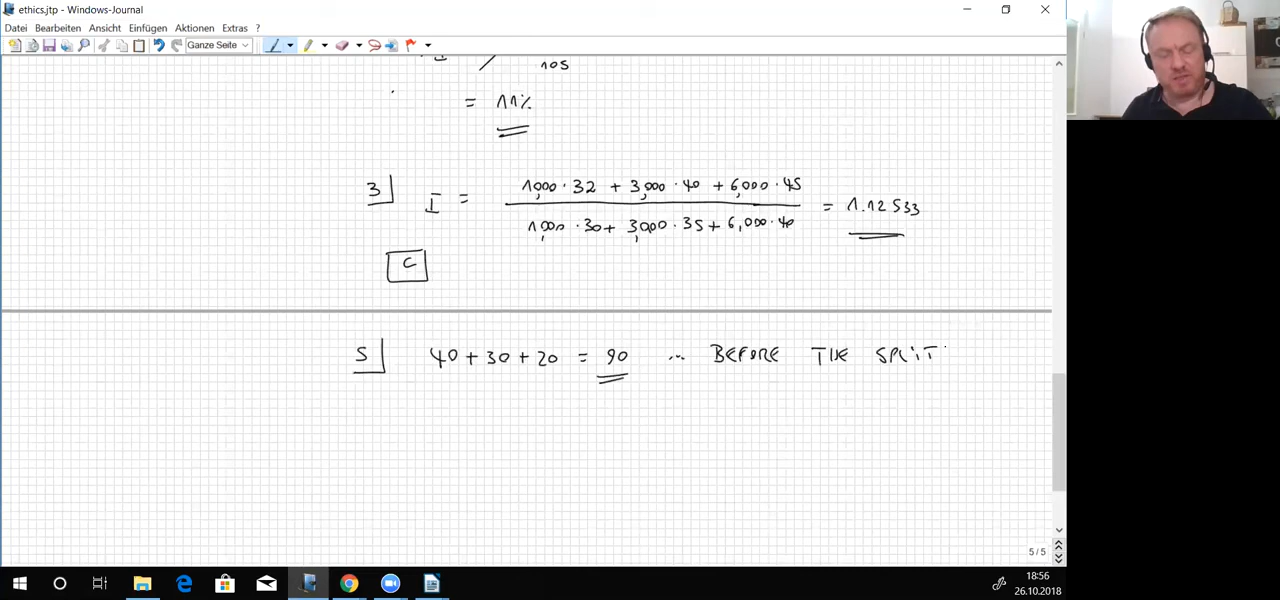 ethics.jtp - Windows-Journal
Datei Bearbeiten Ansicht Einfügen Aktionen Extras ?
Ganze Seite
105
= 11%
3 I = 1,000 · 32 + 3,000 · 40 + 6,000 · 45
1,000 · 30 + 3,000 · 35 + 6,000 · 40
= 1.12533
C
5 40 + 30 + 20 = 90 ... BEFORE THE SPLIT
5 / 5
18:56
26.10.2018